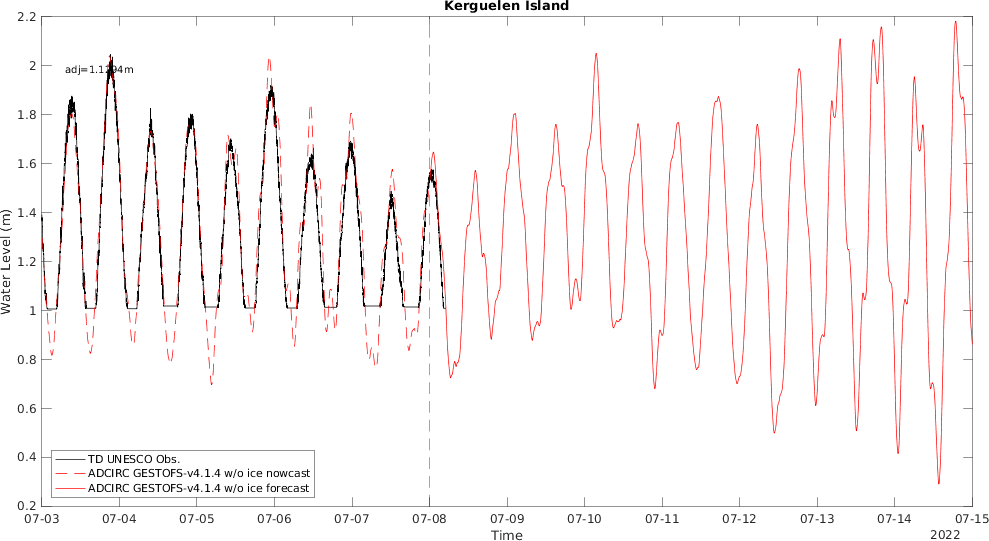 Kerguelen Island
2.2
2
1.8
1.6
1.4
1.2
1
0.8
0.6
0.4
0.2
Water Level (m)
adj=1.1294m
TD UNESCO Obs.
ADCIRC GESTOFS-v4.1.4 w/o ice nowcast
ADCIRC GESTOFS-v4.1.4 w/o ice forecast
07-03 07-04 07-05 07-06 07-07 07-08 07-09 07-10 07-11 07-12 07-13 07-14 07-15
Time
2022